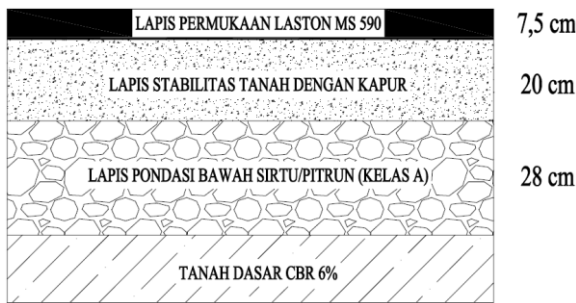 LAPIS PERMUKAAN LASTON MS 590
7,5 cm
LAPIS STABILITAS TANAH DENGAN KAPUR
20 cm
LAPIS PONDASI BAWAH SIRTU/PITRUN (KELAS A)
28 cm
TANAH DASAR CBR 6%